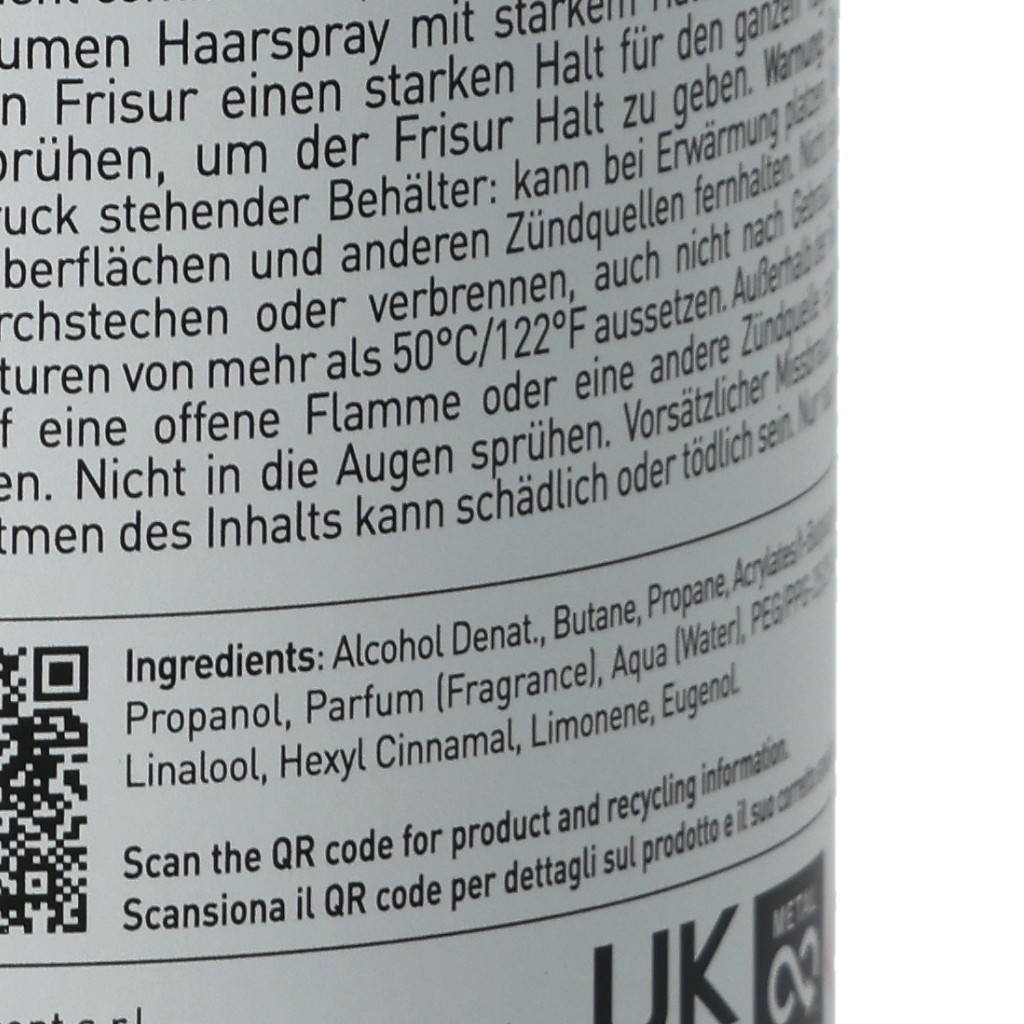 umen Haarspray mit starkem
n Frisur einen starken Halt für den ganzen
prühen, um der Frisur Halt zu geben. Warnung:
ruck stehender Behälter: kann bei Erwärmung platzen.
berflächen und anderen Zündquellen fernhalten. Nicht
rchstechen oder verbrennen, auch nicht nach Gebrauch
turen von mehr als 50°C/122°F aussetzen. Außerhalb der
f eine offene Flamme oder eine andere Zündquelle
en. Nicht in die Augen sprühen. Vorsätzlicher
tmen des Inhalts kann schädlich oder tödlich sein. Nur
Ingredients: Alcohol Denat., Butane, Propane,
Propanol, Parfum (Fragrance), Aqua (Water),
Linalool, Hexyl Cinnamal, Limonene, Eugenol.
Scan the QR code for product and recycling information.
Scansiona il QR code per dettagli sul prodotto e il suo corretto
METAL
UK